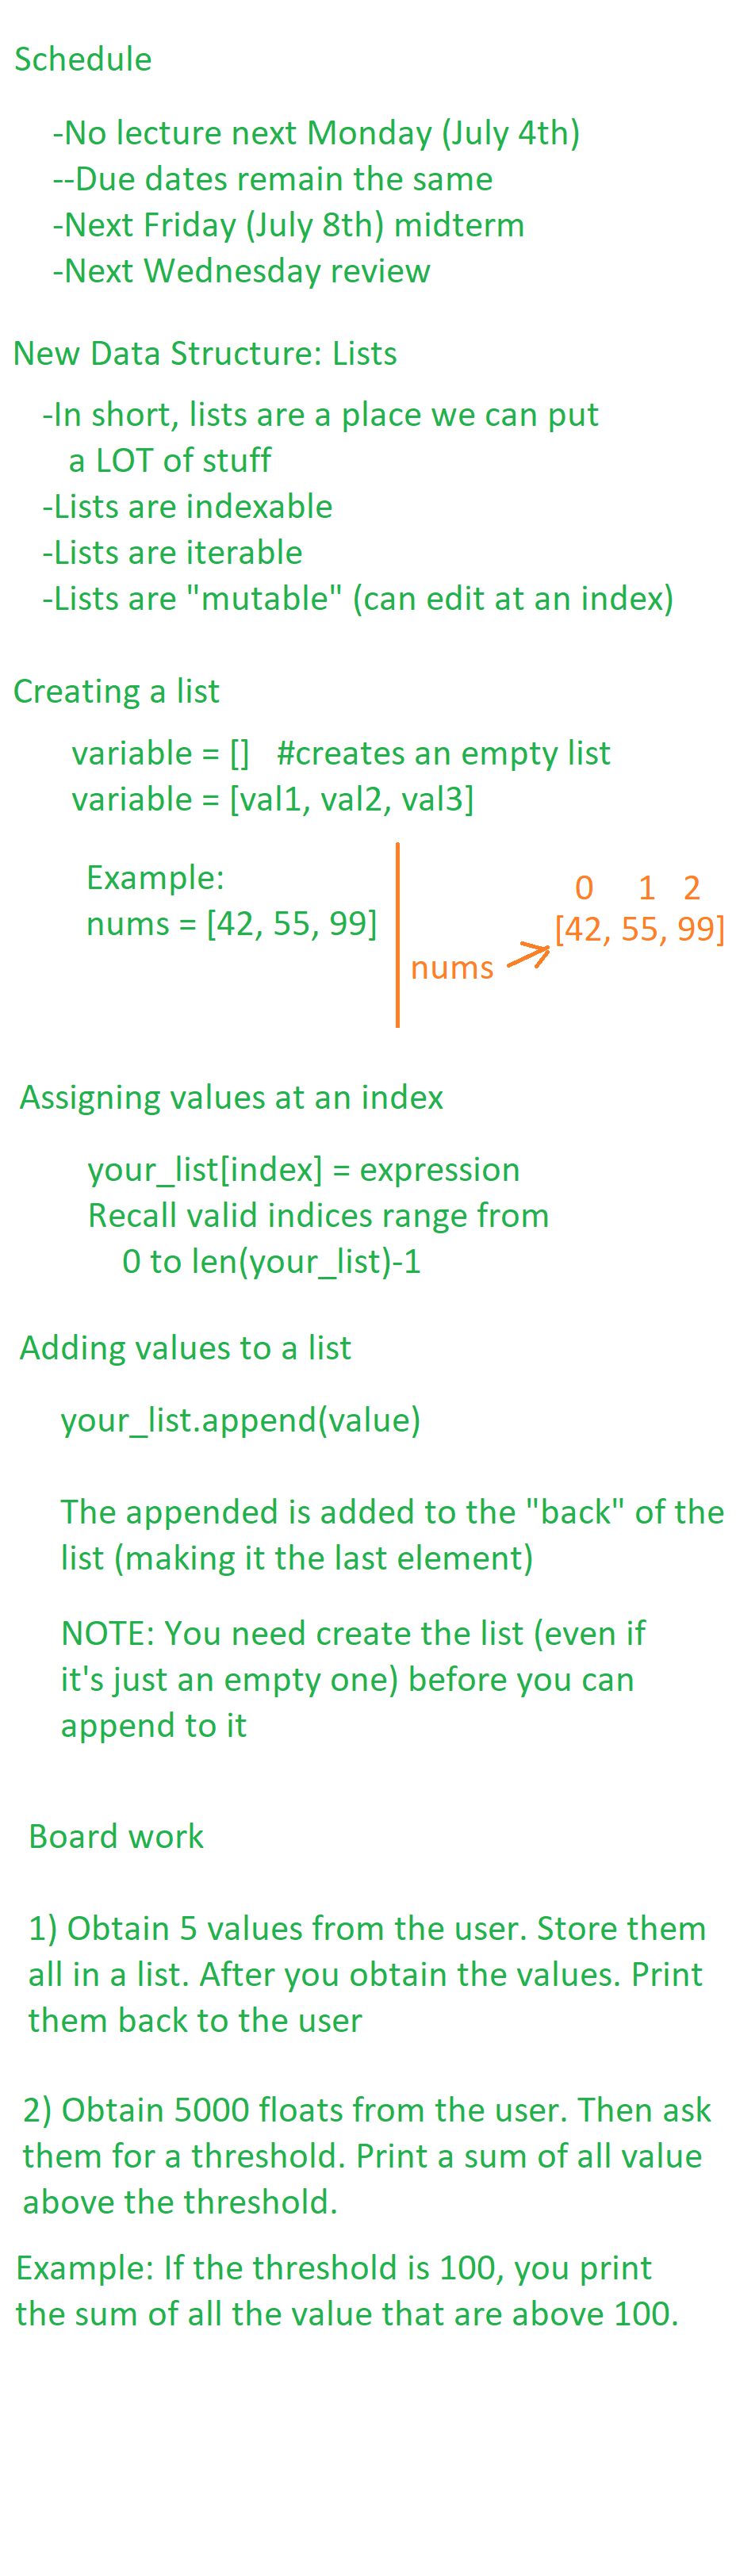 Schedule
-No lecture next Monday (July 4th)
--Due dates remain the same
-Next Friday (July 8th) midterm
-Next Wednesday review
New Data Structure: Lists
-In short, lists are a place we can put
a LOT of stuff
-Lists are indexable
-Lists are iterable
-Lists are "mutable" (can edit at an index)
Creating a list
variable = []   #creates an empty list
variable = [val1, val2, val3]
Example:
nums = [42, 55, 99]
0 1 2
[42, 55, 99]
nums
Assigning values at an index
your_list[index] = expression
Recall valid indices range from
0 to len(your_list)-1
Adding values to a list
your_list.append(value)
The appended is added to the "back" of the
list (making it the last element)
NOTE: You need create the list (even if
it's just an empty one) before you can
append to it
Board work
1) Obtain 5 values from the user. Store them
all in a list. After you obtain the values. Print
them back to the user
2) Obtain 5000 floats from the user. Then ask
them for a threshold. Print a sum of all value
above the threshold.
Example: If the threshold is 100, you print
the sum of all the value that are above 100.